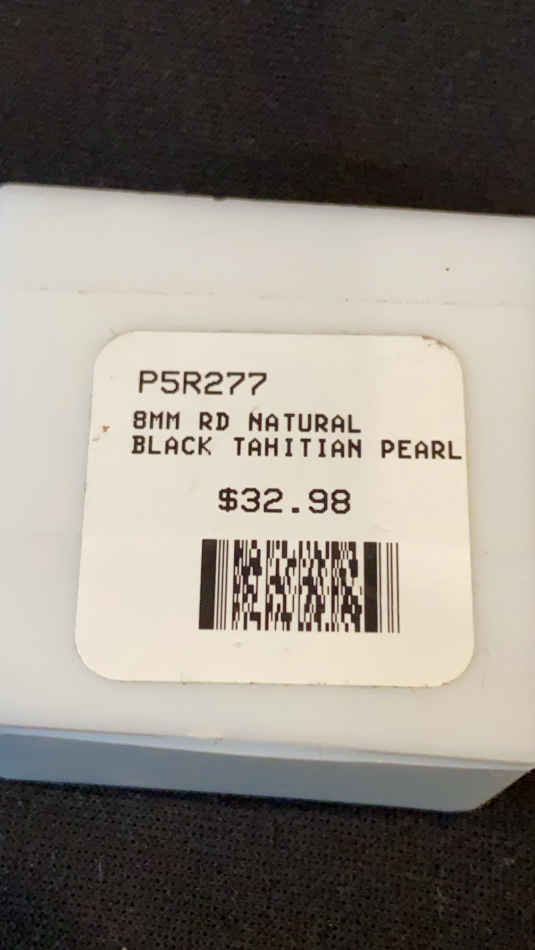 P5R277
8MM RD NATURAL
BLACK TAHITIAN PEARL
$32.98